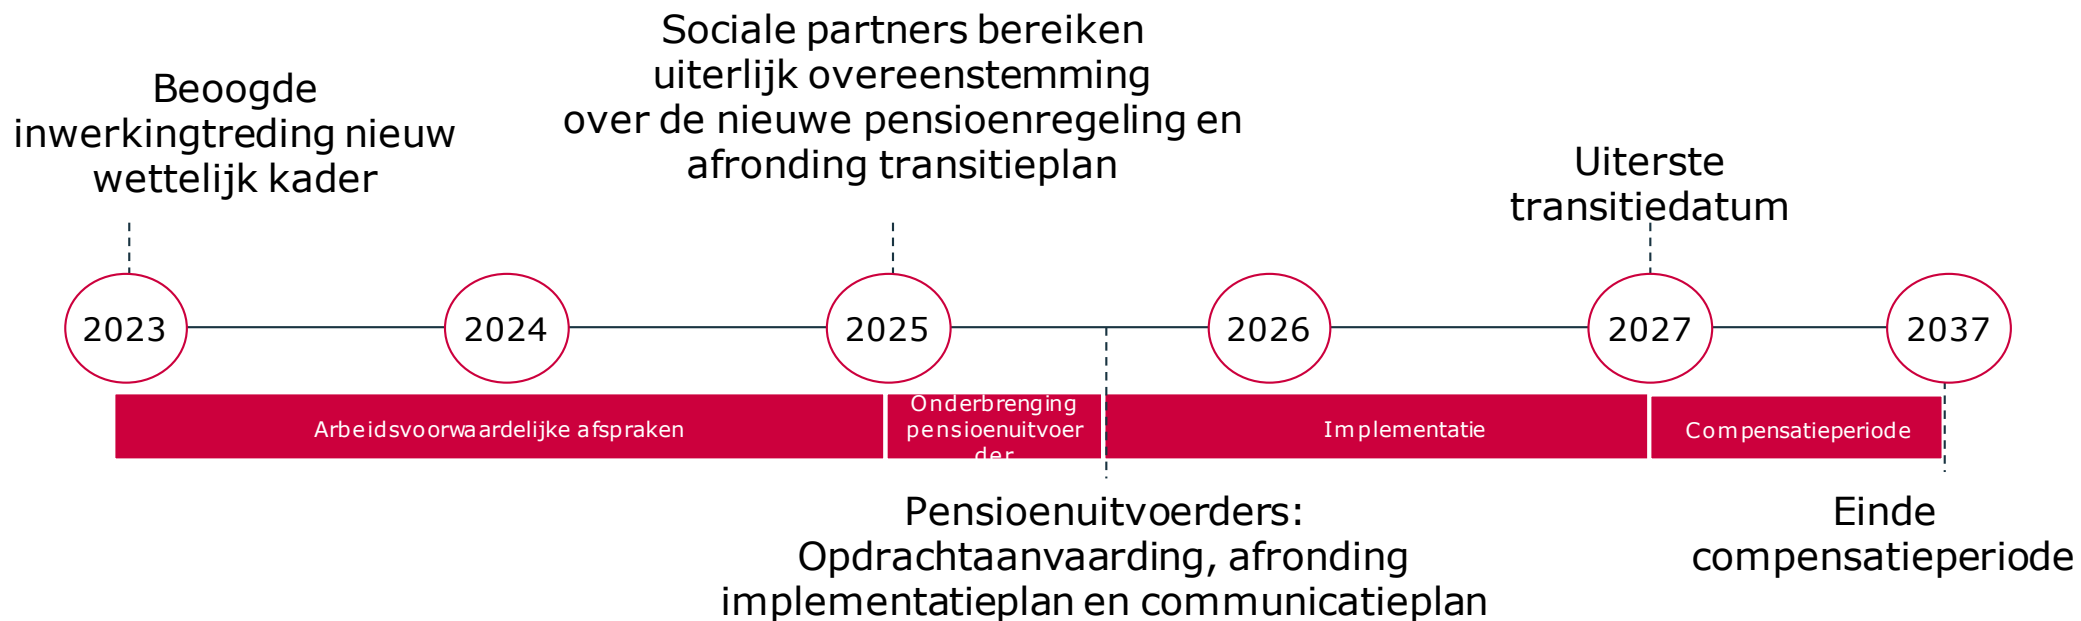 Sociale partners bereiken
uiterlijk overeenstemming
over de nieuwe pensioenregeling en
afronding transitieplan
Beoogde
inwerkingtreding nieuw
wettelijk kader
Uiterste
transitiedatum
2023
2024
2025
2026
2027
2037
Arbeidsvoorwaardelijke afspraken
Onderbrenging
pensioenuitvoer
der
Implementatie
Compensatieperiode
Pensioenuitvoerders:
Opdrachtaanvaarding, afronding
implementatieplan en communicatieplan
Einde
compensatieperiode